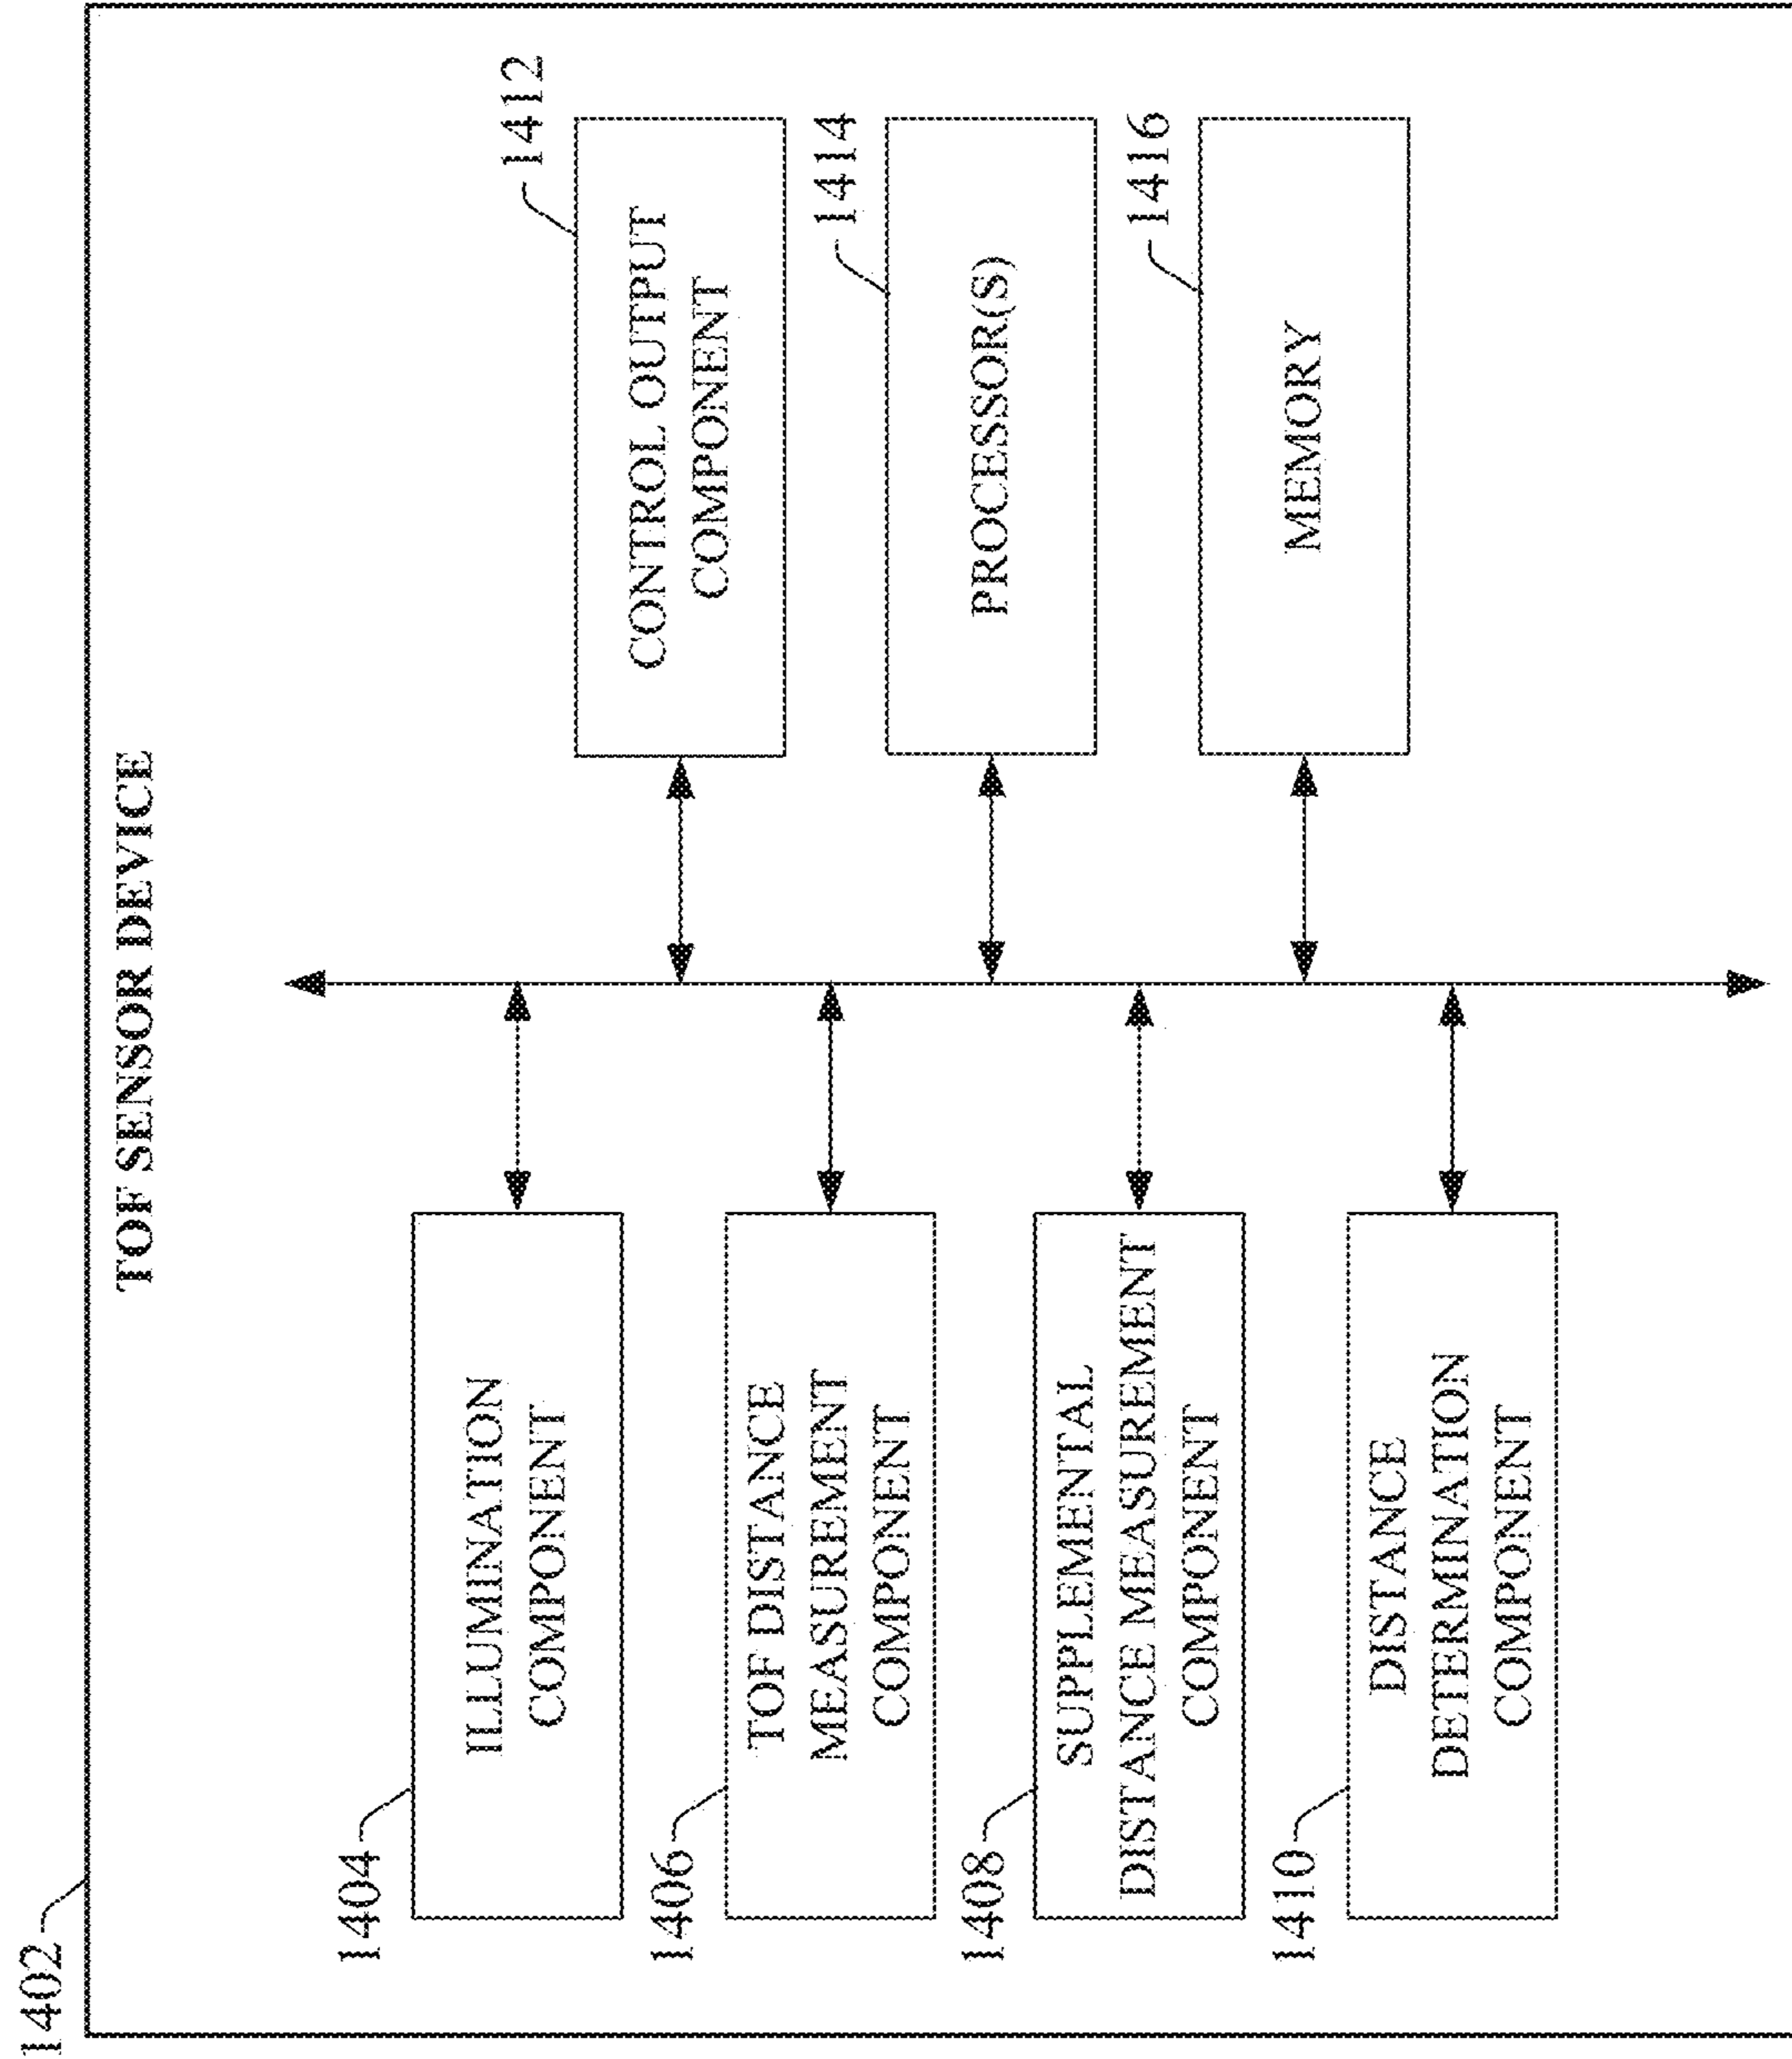 1402
TOF SENSOR DEVICE
1404
ILLUMINATION
COMPONENT
1406
TOF DISTANCE
MEASUREMENT
COMPONENT
1408
SUPPLEMENTAL
DISTANCE MEASUREMENT
COMPONENT
1410
DISTANCE
DETERMINATION
COMPONENT
1412
CONTROL OUTPUT
COMPONENT
1414
PROCESSOR(S)
1416
MEMORY